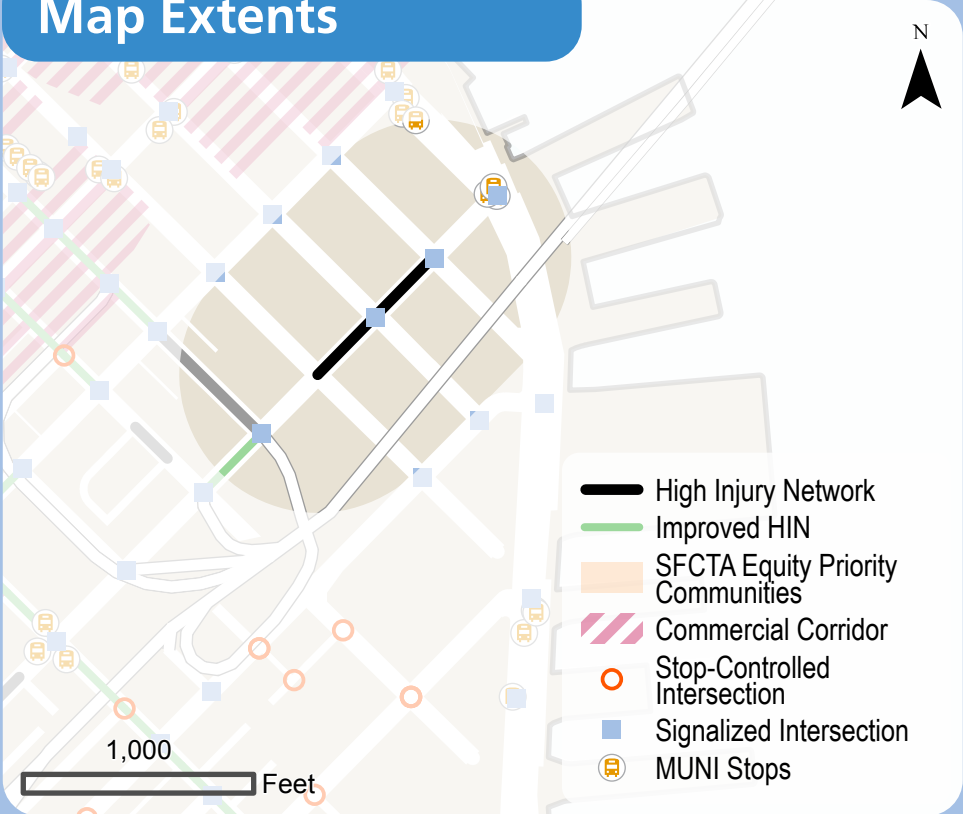 Map Extents
N
High Injury Network
Improved HIN
SFCTA Equity Priority
Communities
Commercial Corridor
Stop-Controlled
Intersection
Signalized Intersection
MUNI Stops
1,000
Feet